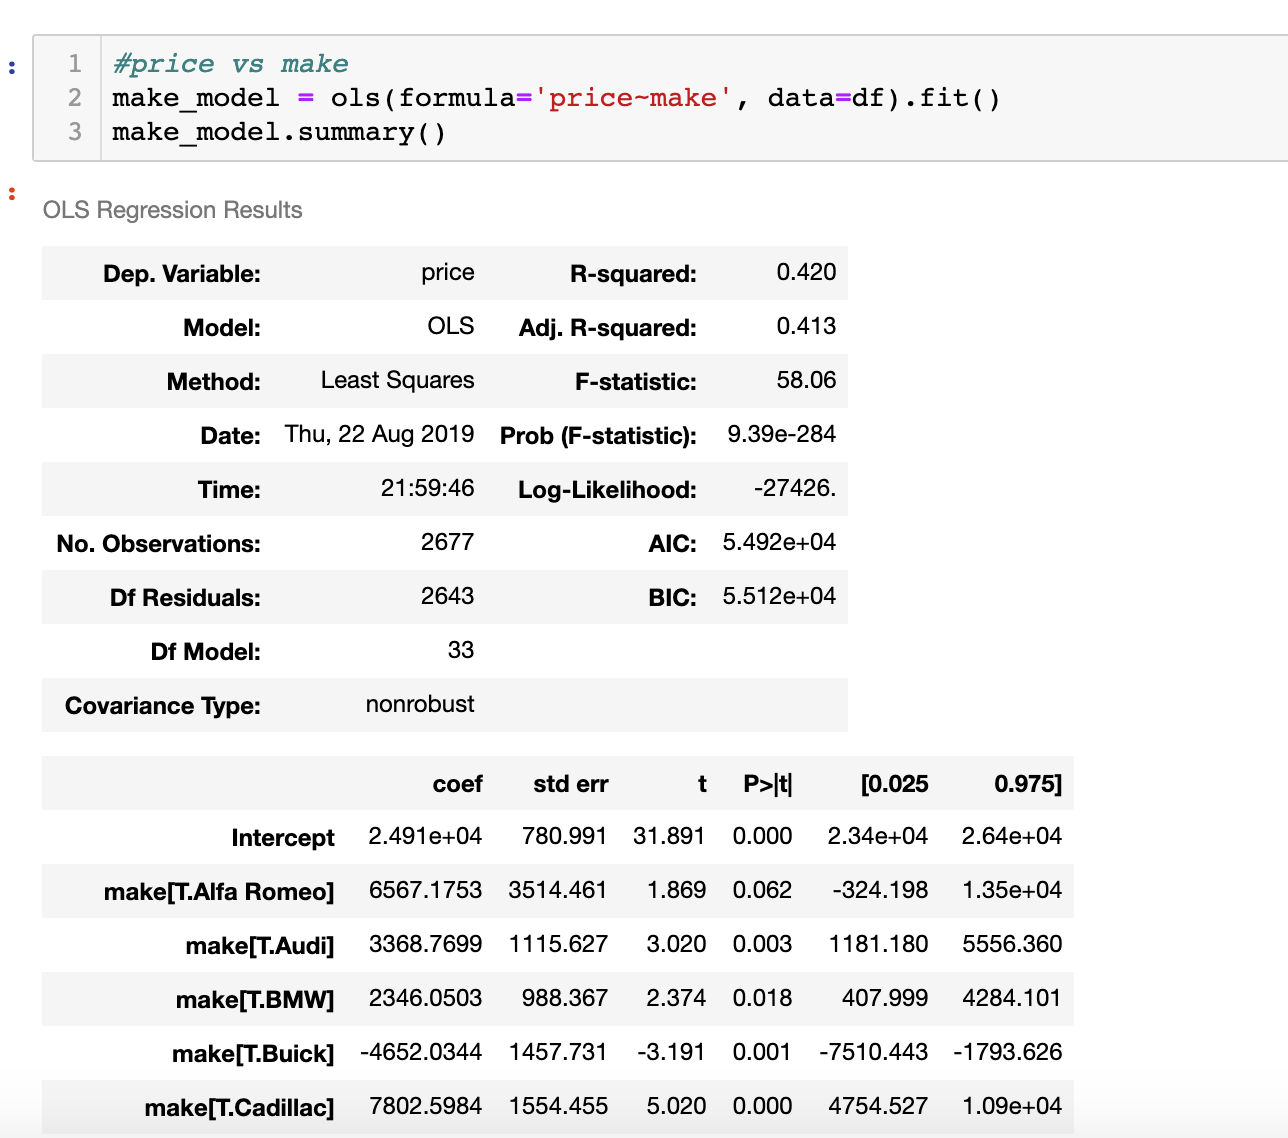 :
1 #price vs make
2 make_model = ols(formula='price~make', data=df).fit()
3 make_model.summary()
:
OLS Regression Results
Dep. Variable: price R-squared: 0.420
Model: OLS Adj. R-squared: 0.413
Method: Least Squares F-statistic: 58.06
Date: Thu, 22 Aug 2019 Prob (F-statistic): 9.39e-284
Time: 21:59:46 Log-Likelihood: -27426.
No. Observations: 2677 AIC: 5.492e+04
Df Residuals: 2643 BIC: 5.512e+04
Df Model: 33
Covariance Type: nonrobust
coef std err t P>|t| [0.025 0.975]
Intercept 2.491e+04 780.991 31.891 0.000 2.34e+04 2.64e+04
make[T.Alfa Romeo] 6567.1753 3514.461 1.869 0.062 -324.198 1.35e+04
make[T.Audi] 3368.7699 1115.627 3.020 0.003 1181.180 5556.360
make[T.BMW] 2346.0503 988.367 2.374 0.018 407.999 4284.101
make[T.Buick] -4652.0344 1457.731 -3.191 0.001 -7510.443 -1793.626
make[T.Cadillac] 7802.5984 1554.455 5.020 0.000 4754.527 1.09e+04